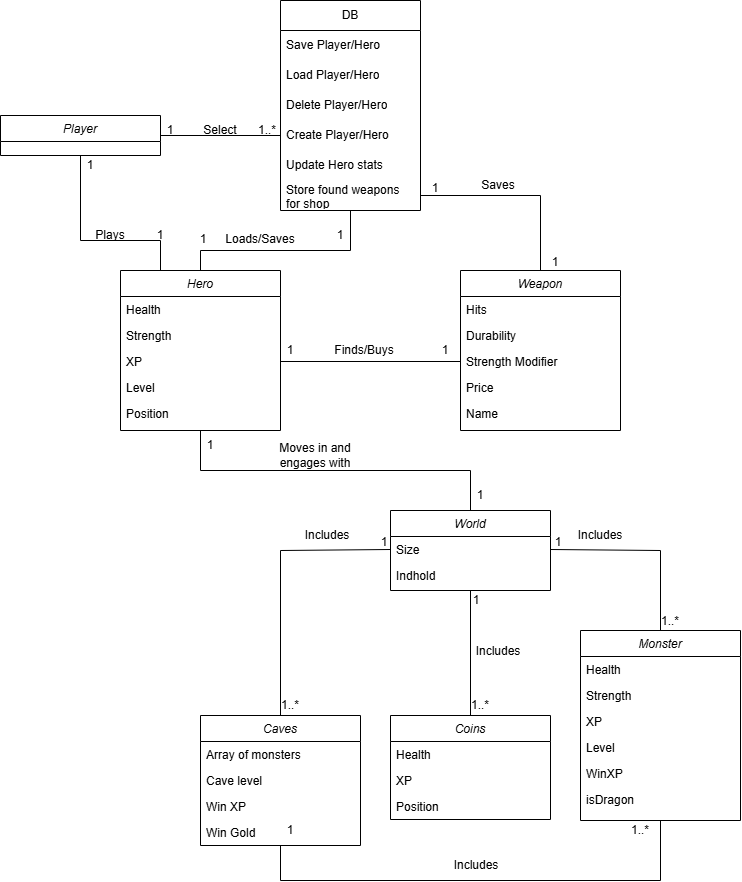 DB
Save Player/Hero
Load Player/Hero
Delete Player/Hero
Create Player/Hero
Update Hero stats
Store found weapons
for shop
Player
1
Select
1..*
1
Plays
1
1
Loads/Saves
1
1
Saves
1
Hero
Health
Strength
XP
Level
Position
1
Finds/Buys
1
Weapon
Hits
Durability
Strength Modifier
Price
Name
1
Moves in and
engages with
1
World
Size
Indhold
Includes
1
1
Includes
1
Includes
1..*
1..*
1..*
Monster
Health
Strength
XP
Level
WinXP
isDragon
Caves
Array of monsters
Cave level
Win XP
Win Gold
1
Coins
Health
XP
Position
1..*
Includes